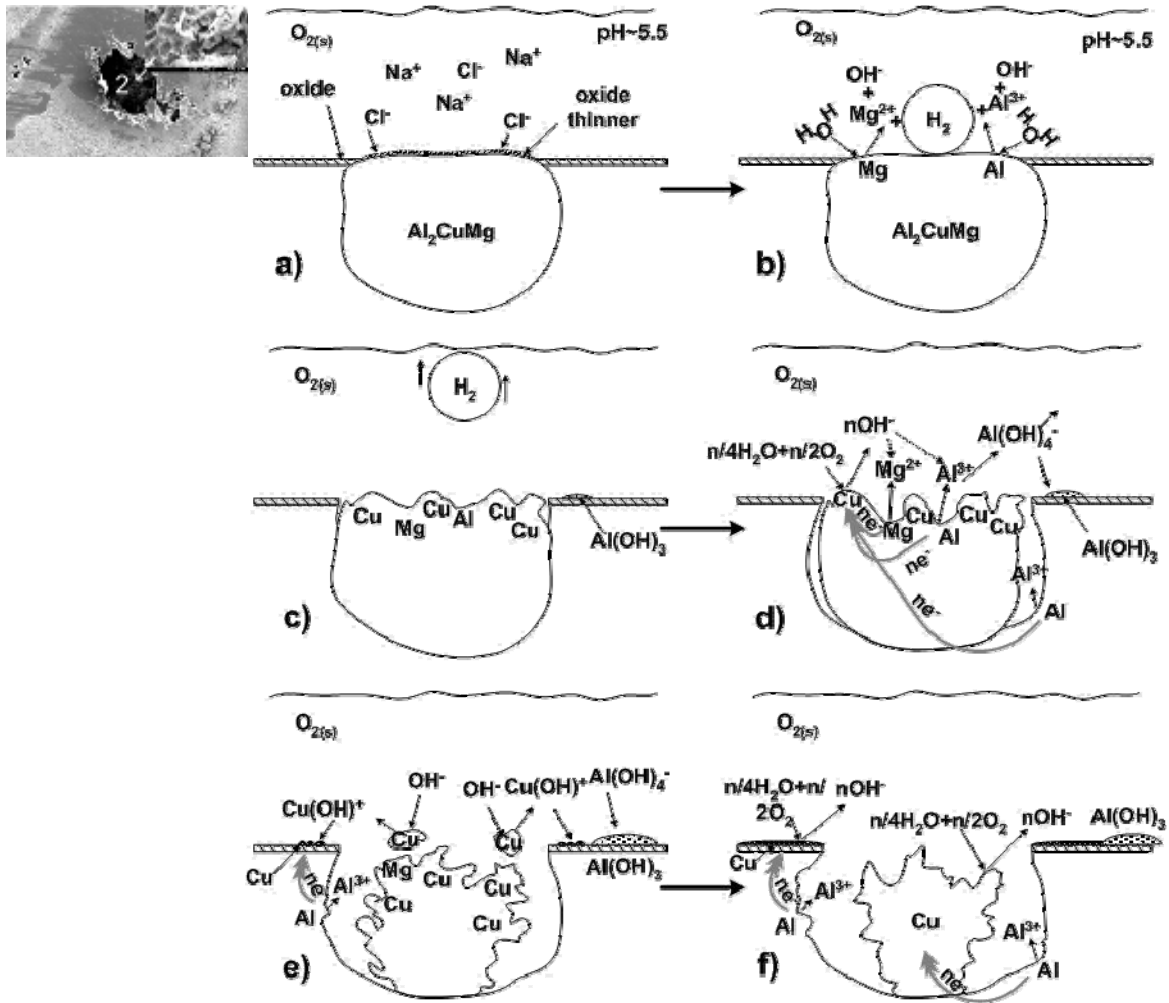 2
O2(s)
pH~5.5
Na+
Cl-
Na+
Na+
oxide
oxide
thinner
Cl-
Cl-
Al2CuMg
a)
O2(s)
pH~5.5
OH-
+
Mg2+
+
H2
OH-
+
+Al3+
H O H
H O H
Mg
Al
Al2CuMg
b)
O2(s)
H2
Cu
Mg
Cu
Al
Cu
Cu
Al(OH)3
c)
O2(s)
nOH-
Al(OH)4-
n/4H2O+n/2O2
Mg2+
Al3+
Cu
ne-
Mg
Cu
Al
Cu
Cu
Al(OH)3
ne-
Al3+
ne-
Al
d)
O2(s)
OH-
OH-
Cu(OH)+
Al(OH)4-
Cu(OH)+
Cu
Cu
Mg
Cu
Cu
Al(OH)3
Cu
ne-
Al3+
Al
Cu
Cu
e)
O2(s)
n/4H2O+n/
2O2
nOH-
n/4H2O+n/2O2
nOH-
Al(OH)3
Cu
ne-
Al3+
Al
Cu
Al3+
Al
ne-
f)